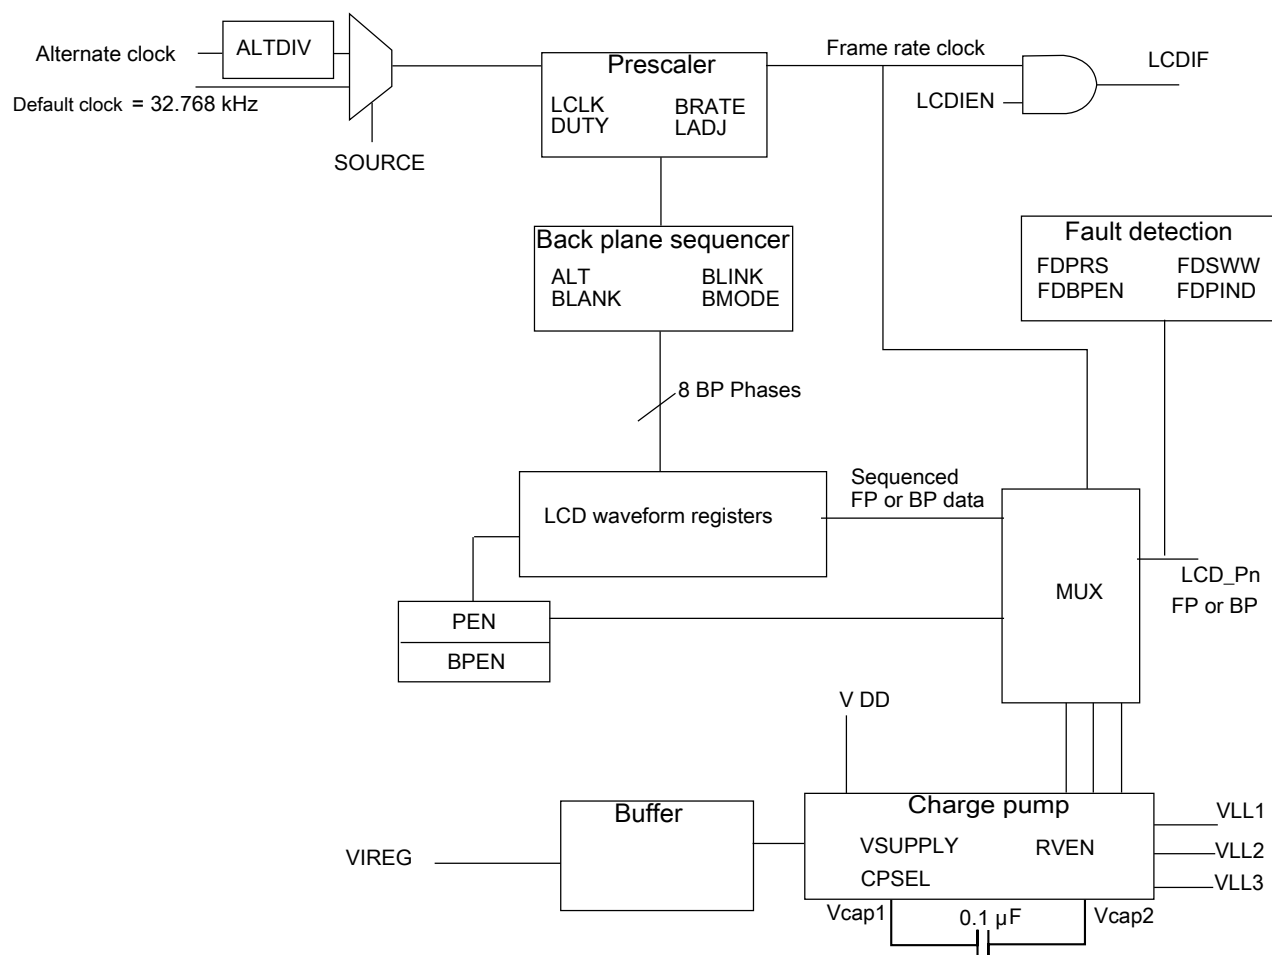 Alternate clock
ALTDIV
Default clock = 32.768 kHz
SOURCE
Prescaler
LCLK BRATE
DUTY LADJ
Frame rate clock
LCDIEN
LCDIF
Back plane sequencer
ALT BLINK
BLANK BMODE
Fault detection
FDPRS FDSWW
FDBPEN FDPIND
8 BP Phases
LCD waveform registers
Sequenced
FP or BP data
MUX
LCD_Pn
FP or BP
PEN
BPEN
V DD
Buffer
VIREG
Charge pump
VSUPPLY RVEN
CPSEL
VLL1
VLL2
VLL3
Vcap1 0.1 µF Vcap2